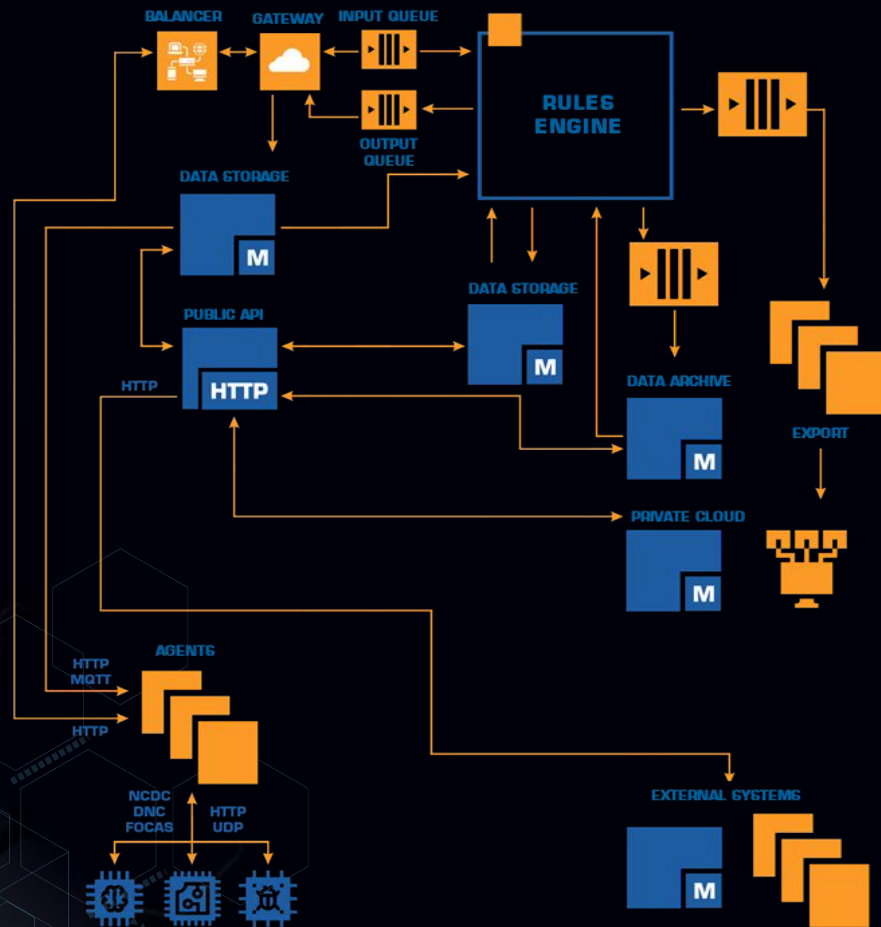 BALANCER
GATEWAY
INPUT QUEUE
RULES
ENGINE
OUTPUT
QUEUE
DATA STORAGE
M
DATA STORAGE
M
PUBLIC API
HTTP
HTTP
DATA ARCHIVE
M
EXPORT
PRIVATE CLOUD
M
AGENTS
HTTP
MQTT
HTTP
NCDC
DNC
FOCAS
HTTP
UDP
EXTERNAL SYSTEMS
M